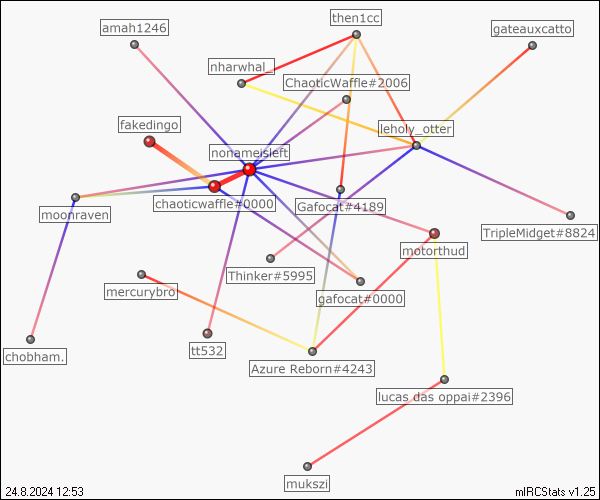 then1cc
amah1246
gateauxcatto
nharwhal_
ChaoticWaffle#2006
fakedingo
leholy_otter
nonameisleft
chaoticwaffle#0000
Gafocat#4189
moonraven
TripleMidget#8824
motorthud
Thinker#5995
mercurybro
gafocat#0000
tt532
chobham.
Azure Reborn#4243
lucas das oppai#2396
mukszi
24.8.2024 12:53
mIRCStats v1.25